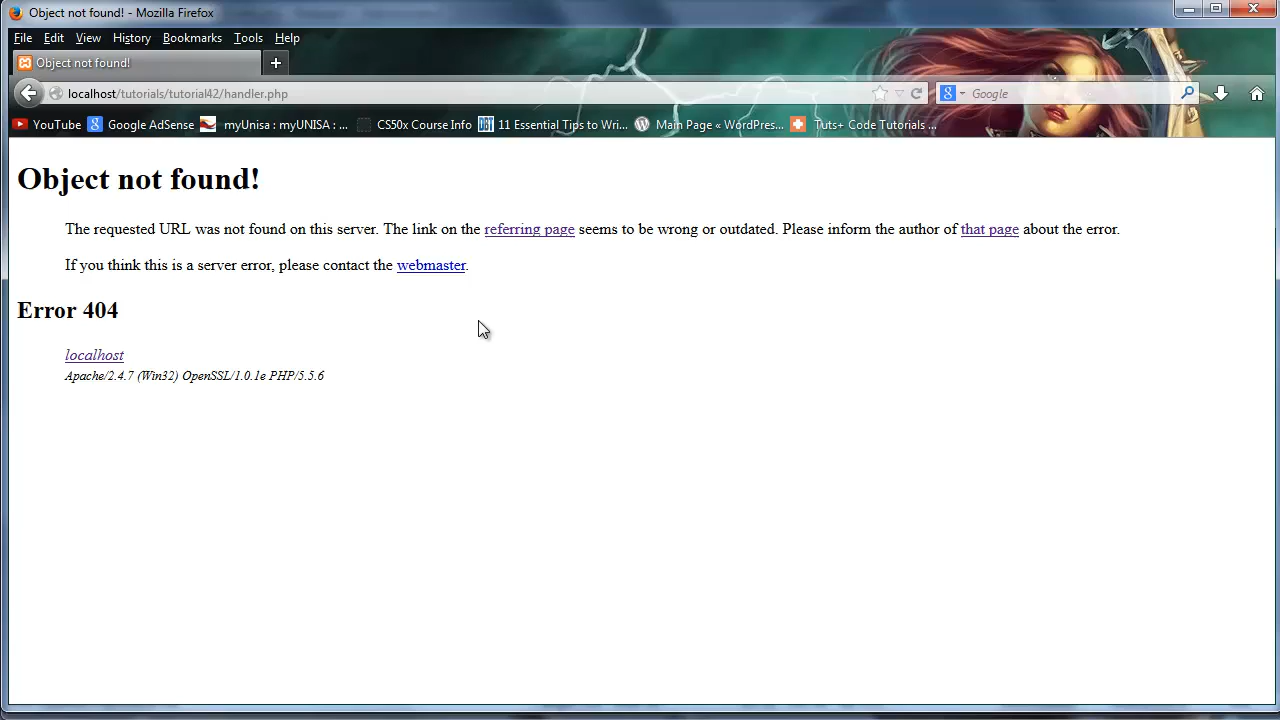 Object not found! - Mozilla Firefox
File Edit View History Bookmarks Tools Help
Object not found!
localhost/tutorials/tutorial42/handler.php
Google
YouTube Google AdSense myUnisa : myUNISA : ... CS50x Course Info 11 Essential Tips to Wri... Main Page « WordPres... Tuts+ Code Tutorials ...
Object not found!
The requested URL was not found on this server. The link on the referring page seems to be wrong or outdated. Please inform the author of that page about the error.
If you think this is a server error, please contact the webmaster.
Error 404
localhost
Apache/2.4.7 (Win32) OpenSSL/1.0.1e PHP/5.5.6